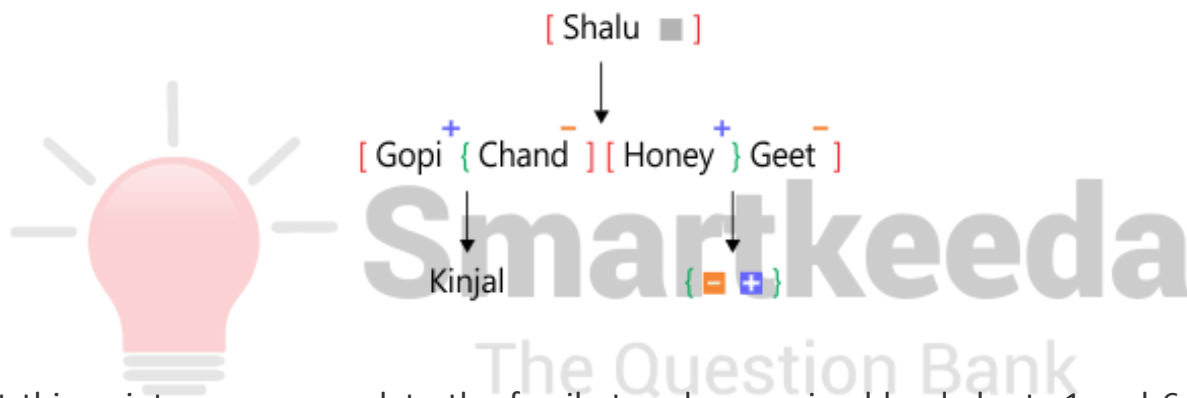 [ Shalu ]
[ Gopi + { Chand − ] [ Honey + } Geet − ]
Kinjal { − + }
Smartkeeda
The Question Bank